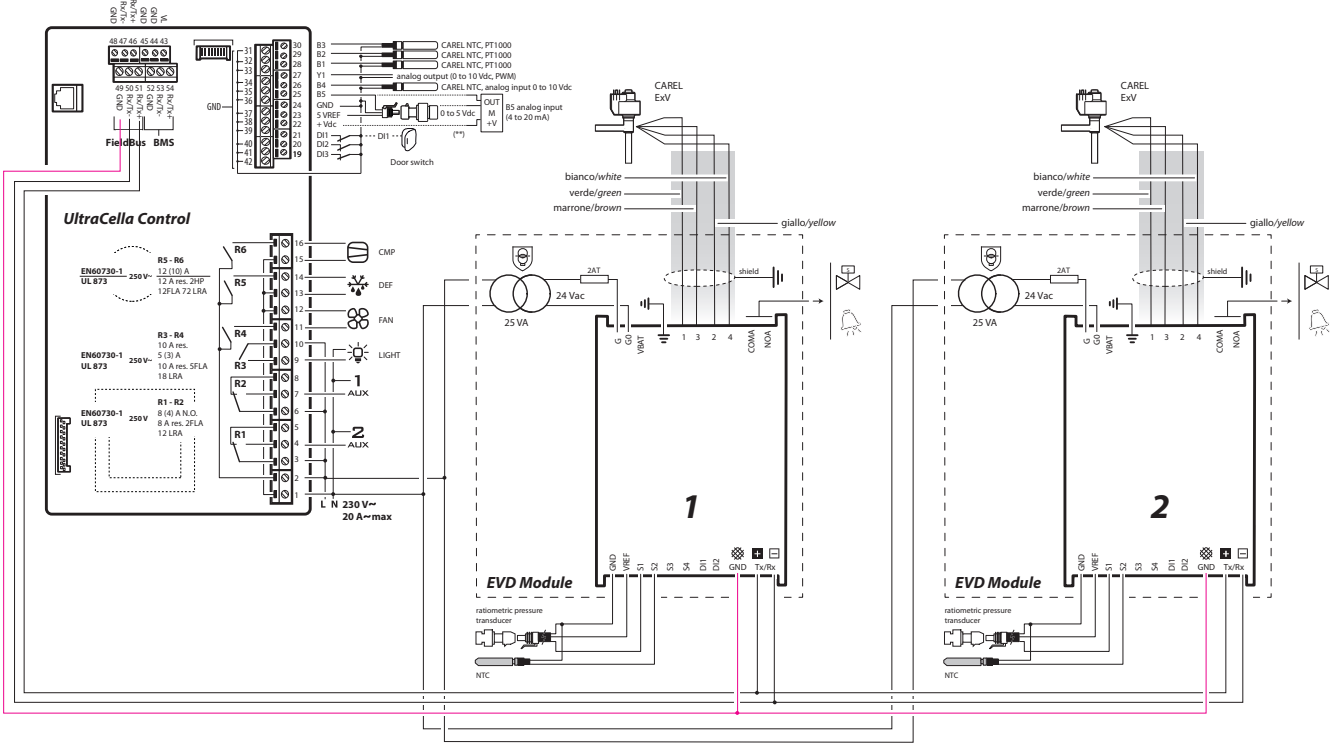 GND
Rx/Tx-
Rx/Tx+
GND
GND
VL
48 47 46 45 44 43
49 50 51 52 53 54
GND
Rx/Tx-
Rx/Tx+
GND
Rx/Tx-
Rx/Tx+
FieldBus BMS
31
32
33
34
35
36
37
38
39
40
41
42
GND
30 B3
29 B2
28 B1
27 Y1
26 B4
25 B5
24 GND
23 5 VREF
22 + Vdc
21 DI1
20 DI2
19 DI3
CAREL NTC, PT1000
CAREL NTC, PT1000
CAREL NTC, PT1000
analog output (0 to 10 Vdc, PWM)
CAREL NTC, analog input 0 to 10 Vdc
0 to 5 Vdc
OUT
M
+V
B5 analog input
(4 to 20 mA)
(**)
DI1
Door switch
UltraCella Control
EN60730-1
UL 873
250 V~
R5 - R6
12 (10) A
12 A res. 2HP
12FLA 72 LRA
EN60730-1
UL 873
250 V~
R3 - R4
10 A res.
5 (3) A
10 A res. 5FLA
18 LRA
EN60730-1
UL 873
250 V
R1 - R2
8 (4) A N.O.
8 A res. 2FLA
12 LRA
R6
R5
R4
R3
R2
R1
16
15
14
13
12
11
10
9
8
7
6
5
4
3
2
1
CMP
DEF
FAN
LIGHT
1
AUX
2
AUX
L N 230 V~
20 A~max
CAREL
ExV
bianco/white
verde/green
marrone/brown
giallo/yellow
2AT
24 Vac
25 VA
shield
S
G
G0
VBAT
1 3 2 4
COMA
NOA
1
EVD Module
GND
VREF
S1
S2
S3
S4
DI1
DI2
GND
Tx/Rx
ratiometric pressure
transducer
NTC
CAREL
ExV
bianco/white
verde/green
marrone/brown
giallo/yellow
2AT
24 Vac
25 VA
shield
S
G
G0
VBAT
1 3 2 4
COMA
NOA
2
EVD Module
GND
VREF
S1
S2
S3
S4
DI1
DI2
GND
Tx/Rx
ratiometric pressure
transducer
NTC